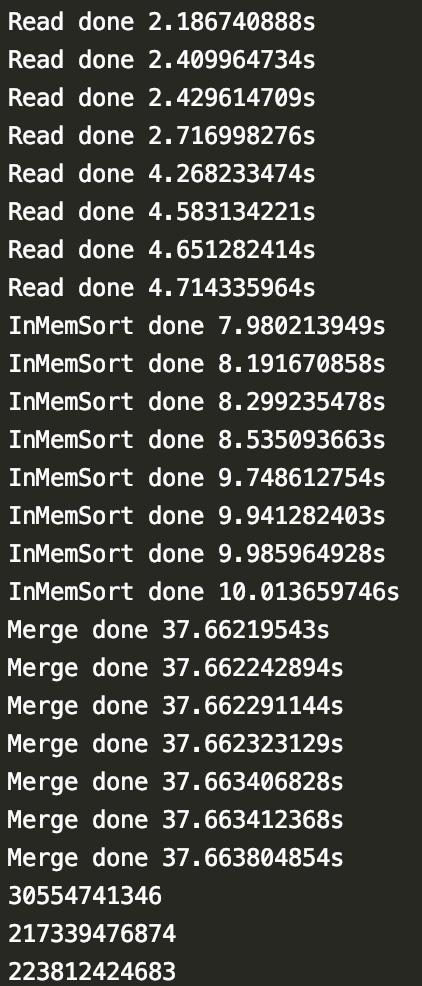 Read done 2.186740888s
Read done 2.409964734s
Read done 2.429614709s
Read done 2.716998276s
Read done 4.268233474s
Read done 4.583134221s
Read done 4.651282414s
Read done 4.714335964s
InMemSort done 7.980213949s
InMemSort done 8.191670858s
InMemSort done 8.299235478s
InMemSort done 8.535093663s
InMemSort done 9.748612754s
InMemSort done 9.941282403s
InMemSort done 9.985964928s
InMemSort done 10.013659746s
Merge done 37.66219543s
Merge done 37.662242894s
Merge done 37.662291144s
Merge done 37.662323129s
Merge done 37.663406828s
Merge done 37.663412368s
Merge done 37.663804854s
30554741346
217339476874
223812424683